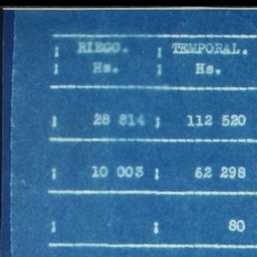 RIEGO. TEMPORAL.
Hs. Hs.
28 814 112 520
10 003 62 298
80